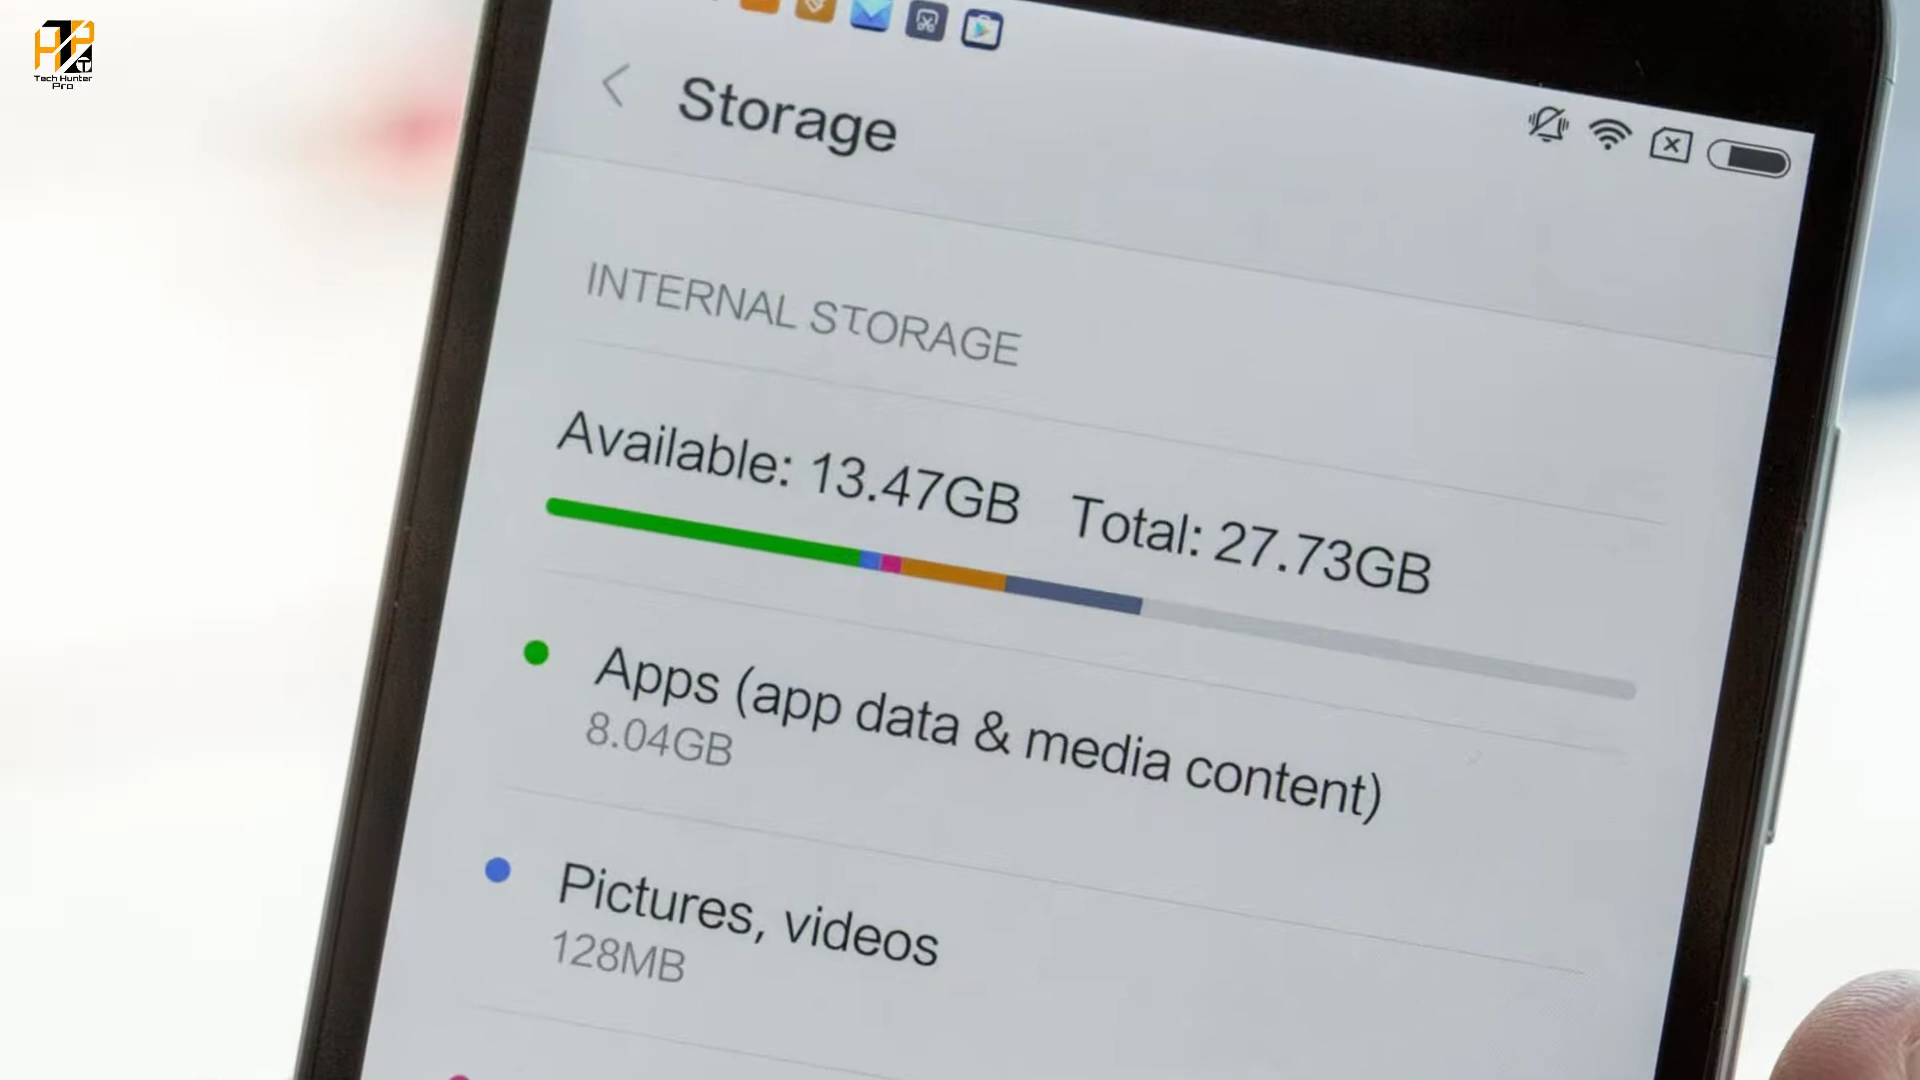 Tech Hunter
Pro
Storage
INTERNAL STORAGE
Available: 13.47GB Total: 27.73GB
Apps (app data & media content)
8.04GB
Pictures, videos
128MB